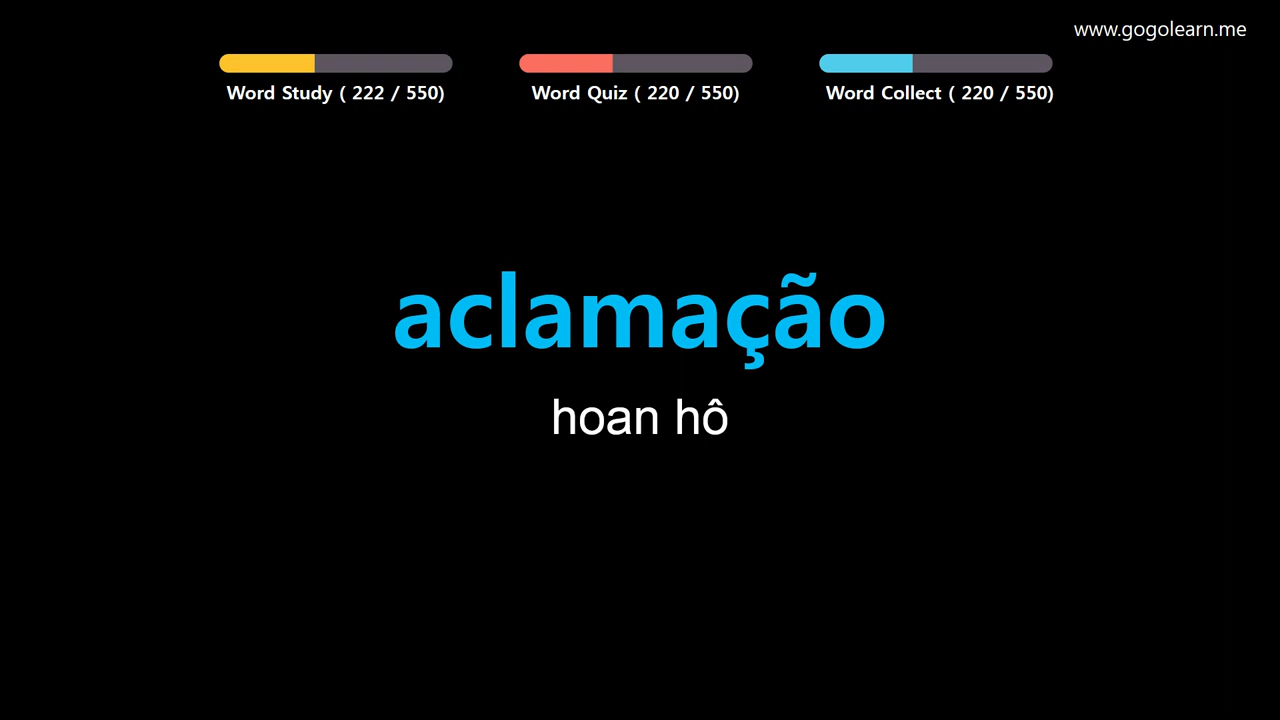 www.gogolearn.me
Word Study ( 222 / 550)
Word Quiz ( 220 / 550)
Word Collect ( 220 / 550)
aclamação
hoan hô